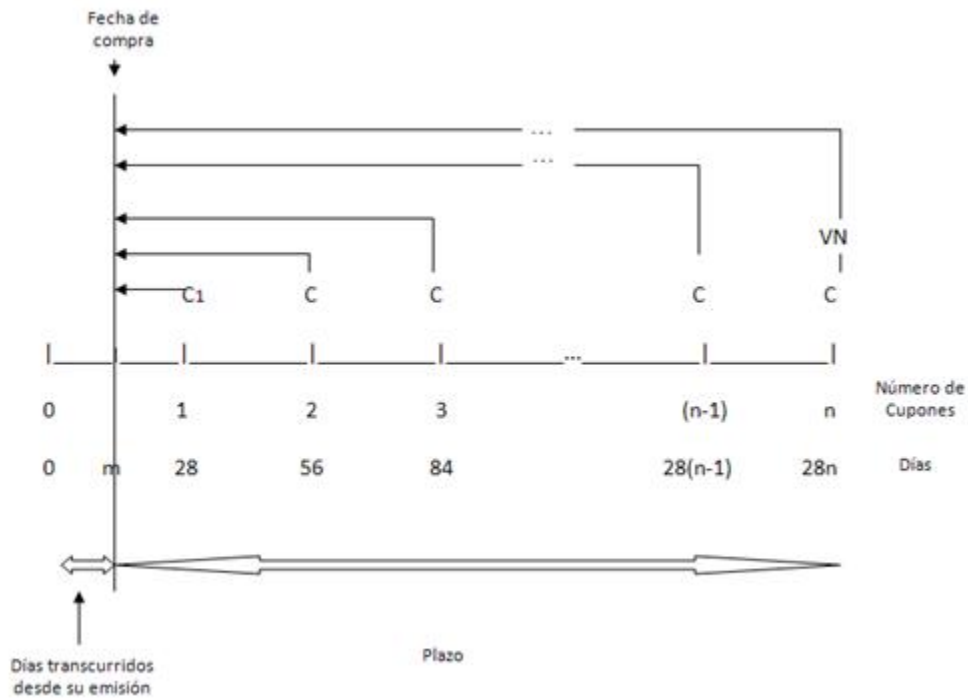 Fecha de
compra
...
...
VN
C1 C C C C
...
0 1 2 3 (n-1) n
Número de
Cupones
0 m 28 56 84 28(n-1) 28n Días
Plazo
Días transcurridos
desde su emisión